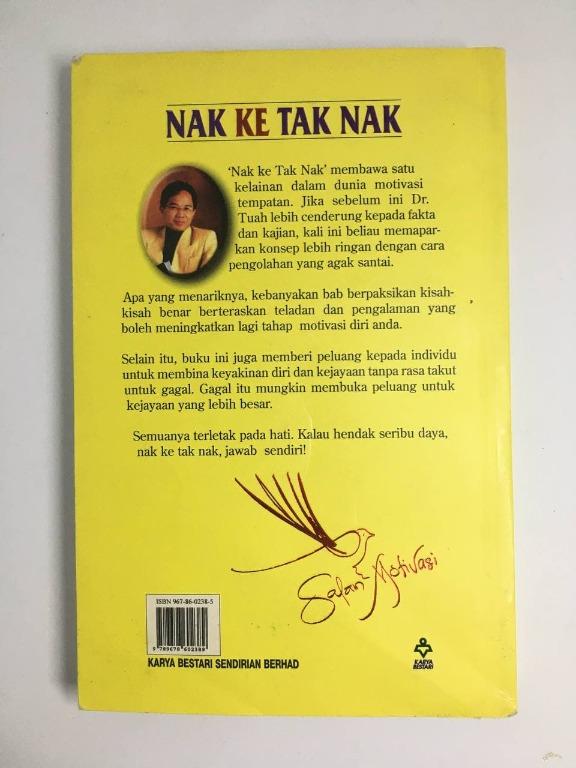 NAK KE TAK NAK
'Nak ke Tak Nak' membawa satu
kelainan dalam dunia motivasi
tempatan. Jika sebelum ini Dr.
Tuah lebih cenderung kepada fakta
dan kajian, kali ini beliau memapar-
kan konsep lebih ringan dengan cara
pengolahan yang agak santai.
Apa yang menariknya, kebanyakan bab berpaksikan kisah-
kisah benar berteraskan teladan dan pengalaman yang
boleh meningkatkan lagi tahap motivasi diri anda.
Selain itu, buku ini juga memberi peluang kepada individu
untuk membina keyakinan diri dan kejayaan tanpa rasa takut
untuk gagal. Gagal itu mungkin membuka peluang untuk
kejayaan yang lebih besar.
Semuanya terletak pada hati. Kalau hendak seribu daya,
nak ke tak nak, jawab sendiri!
Salam Motivasi
ISBN 967-86-0238-5
9 789678 602389
KARYA BESTARI SENDIRIAN BERHAD
KARYA
BESTARI